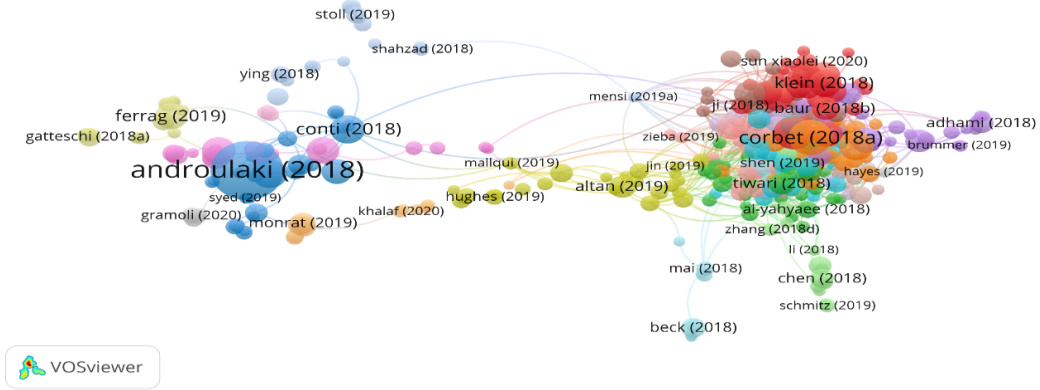 stoll (2019)
shahzad (2018)
sun xiaolei (2020)
ying (2018)
klein (2018)
mensi (2019a)
ji (2018)
baur (2018b)
ferrag (2019)
adhami (2018)
conti (2018)
gatteschi (2018a)
zieba (2019)
corbet (2018a)
brummer (2019)
androulaki (2018)
mallqui (2019)
jin (2019)
shen (2019)
hayes (2019)
altan (2019)
tiwari (2018)
syed (2019)
hughes (2019)
gramoli (2020)
khalaf (2020)
al-yahyaee (2018)
monrat (2019)
zhang (2018d)
li (2018)
mai (2018)
chen (2018)
schmitz (2019)
beck (2018)
VOSviewer